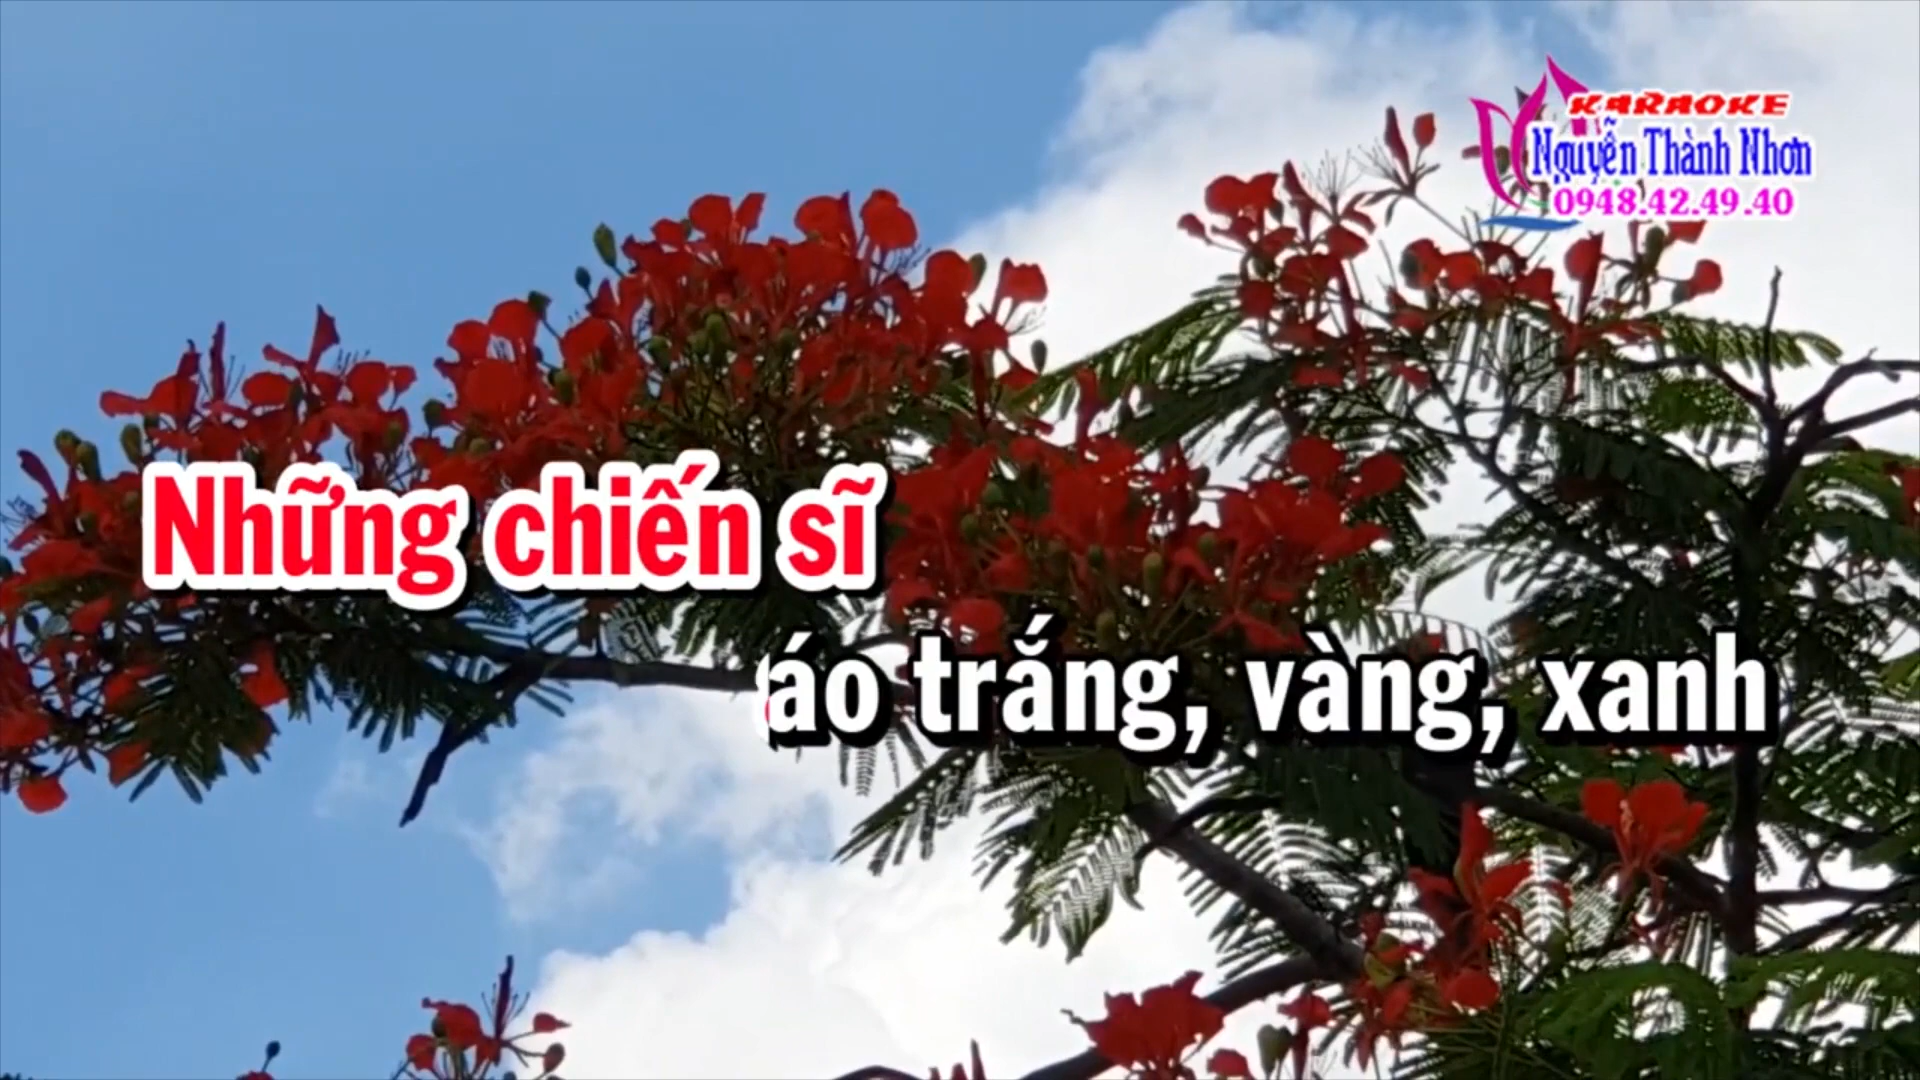 KARAOKE
Nguyễn Thành Nhơn
0948.42.49.40
Những chiến sĩ
áo trắng, vàng, xanh